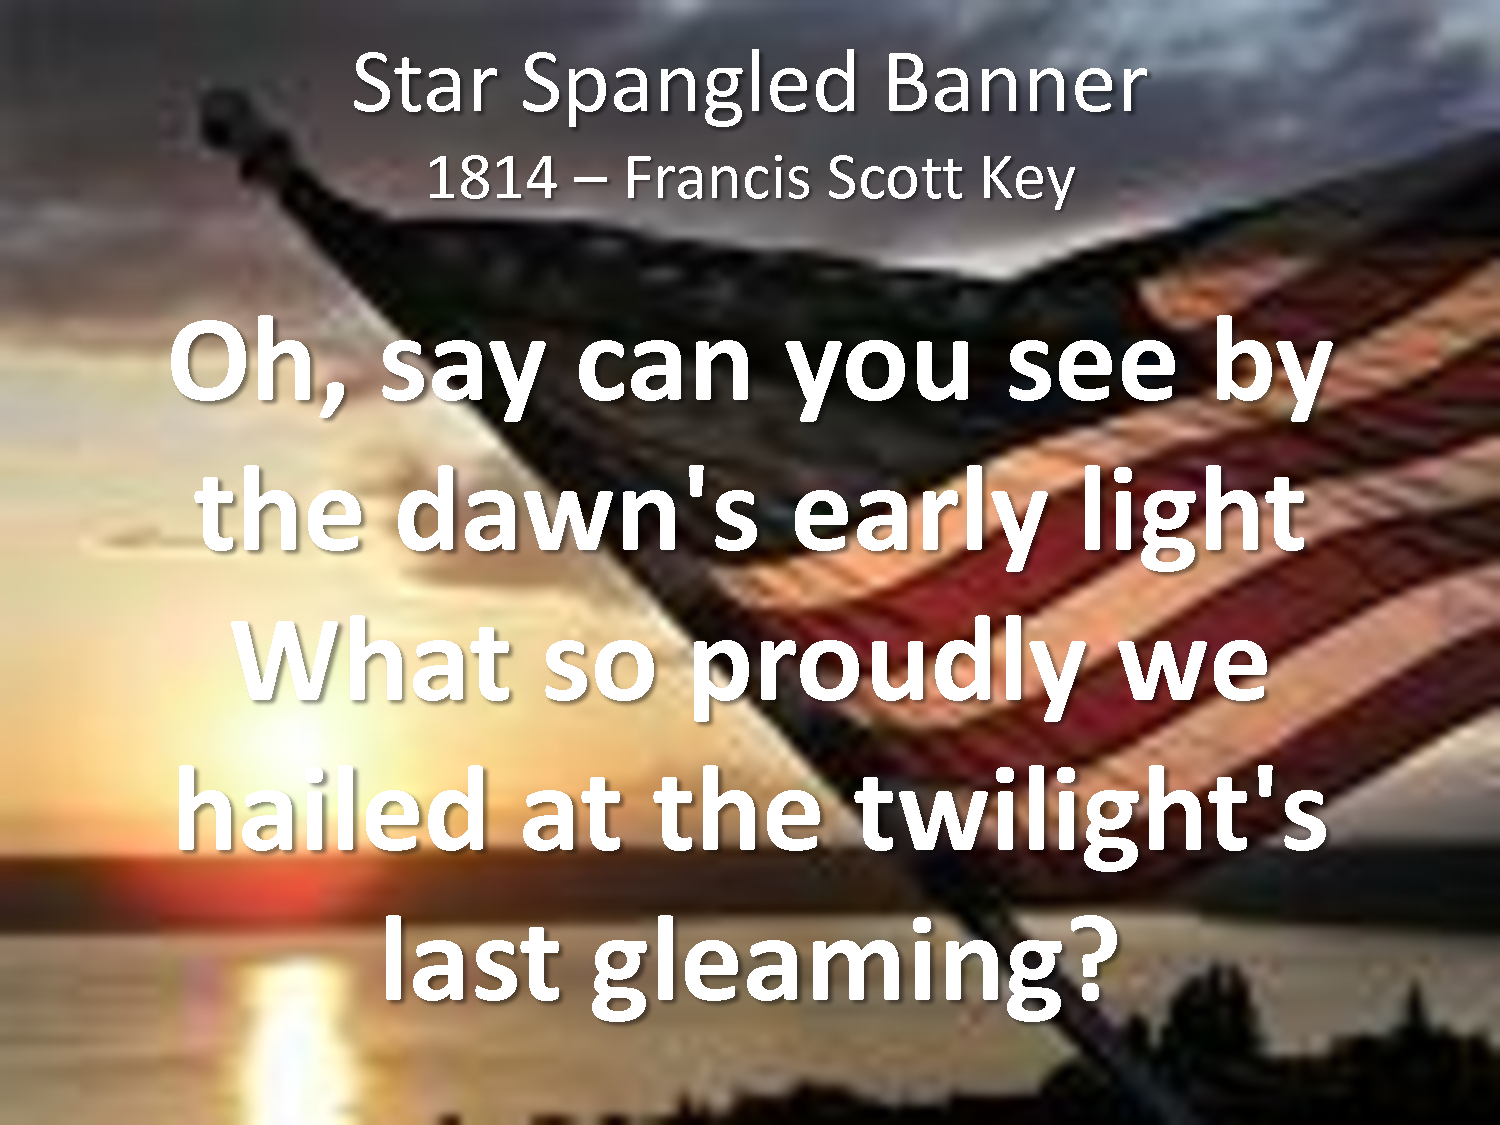 Star Spangled Banner
1814 – Francis Scott Key
Oh, say can you see by
the dawn's early light
What so proudly we
hailed at the twilight's
last gleaming?